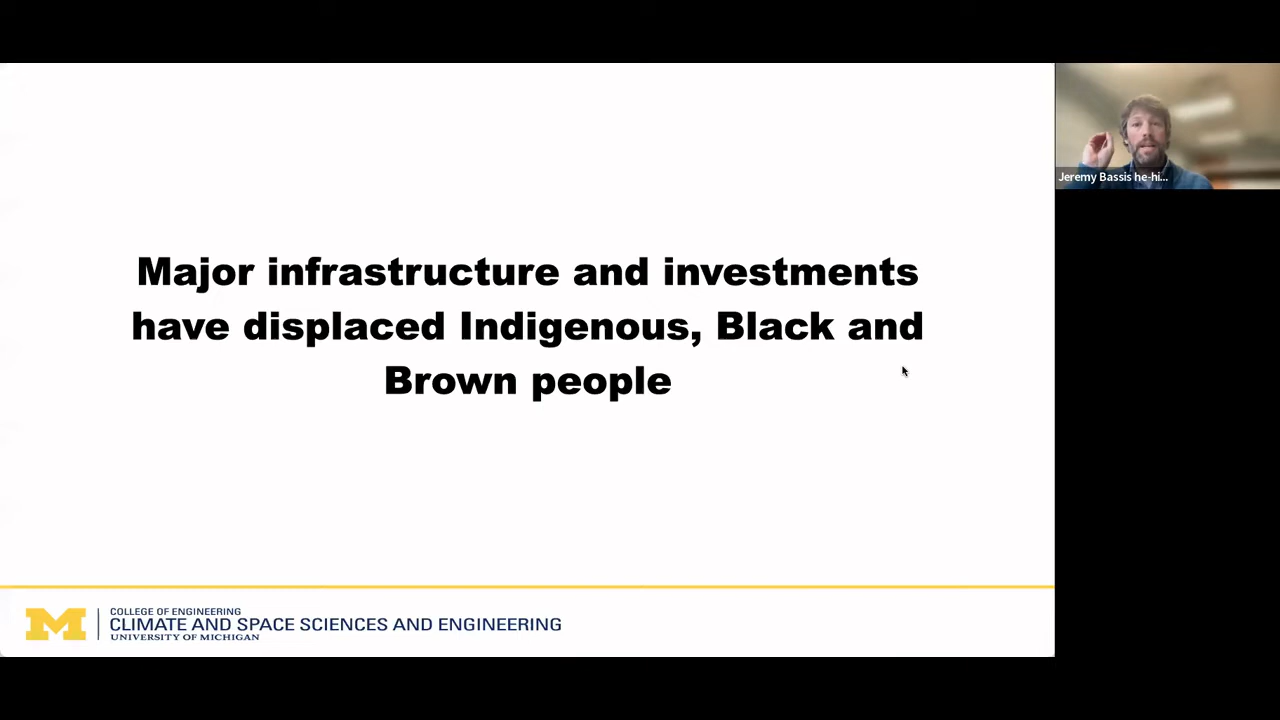 Major infrastructure and investments
have displaced Indigenous, Black and
Brown people
Jeremy Bassis he-hi...
COLLEGE OF ENGINEERING
CLIMATE AND SPACE SCIENCES AND ENGINEERING
UNIVERSITY OF MICHIGAN